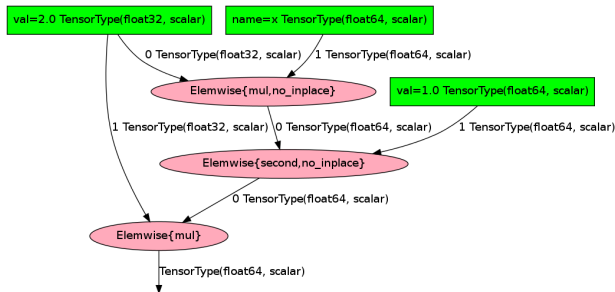 val=2.0 TensorType(float32, scalar)
name=x TensorType(float64, scalar)
0 TensorType(float32, scalar)
1 TensorType(float64, scalar)
Elemwise{mul,no_inplace}
val=1.0 TensorType(float64, scalar)
1 TensorType(float32, scalar)
0 TensorType(float64, scalar)
1 TensorType(float64, scalar)
Elemwise{second,no_inplace}
0 TensorType(float64, scalar)
Elemwise{mul}
TensorType(float64, scalar)